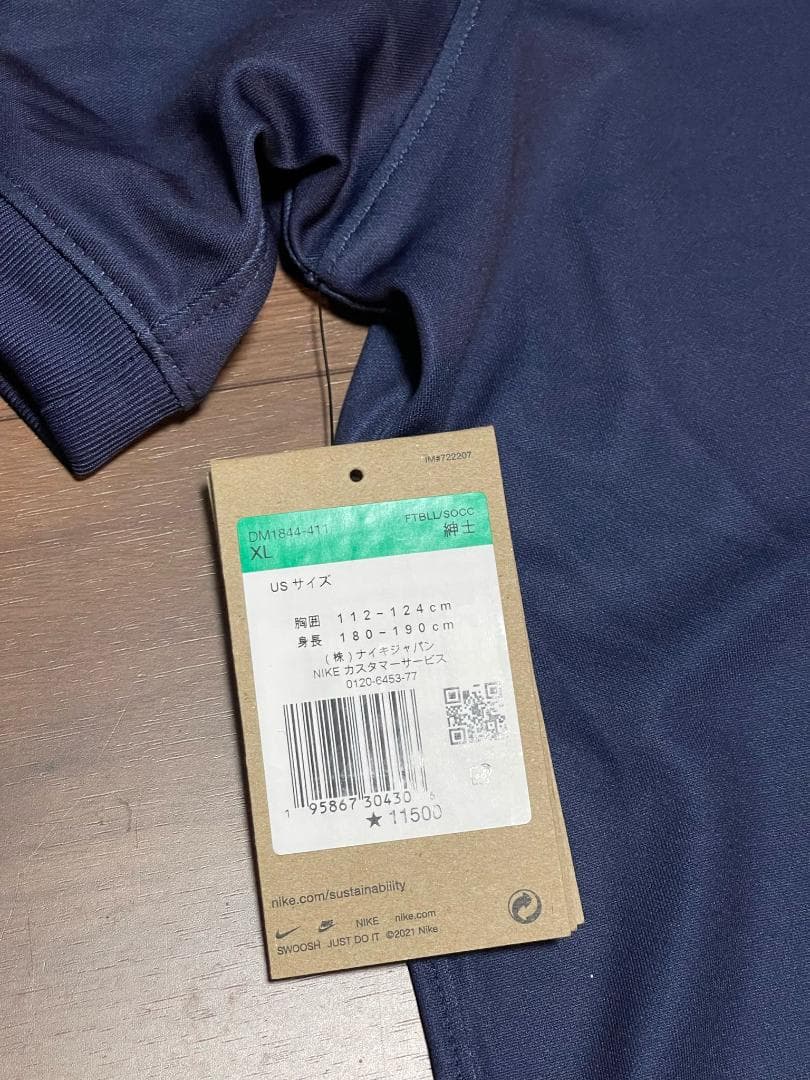 IM#722207
DM1844-411 FTBLL/SOCC
XL 紳士
US サイズ
胸囲 112-124cm
身長 180-190cm
(株)ナイキジャパン
NIKE カスタマーサービス
0120-6453-77
1 95867 30430 6
★ 11500
nike.com/sustainability
NIKE nike.com
SWOOSH JUST DO IT ©2021 Nike